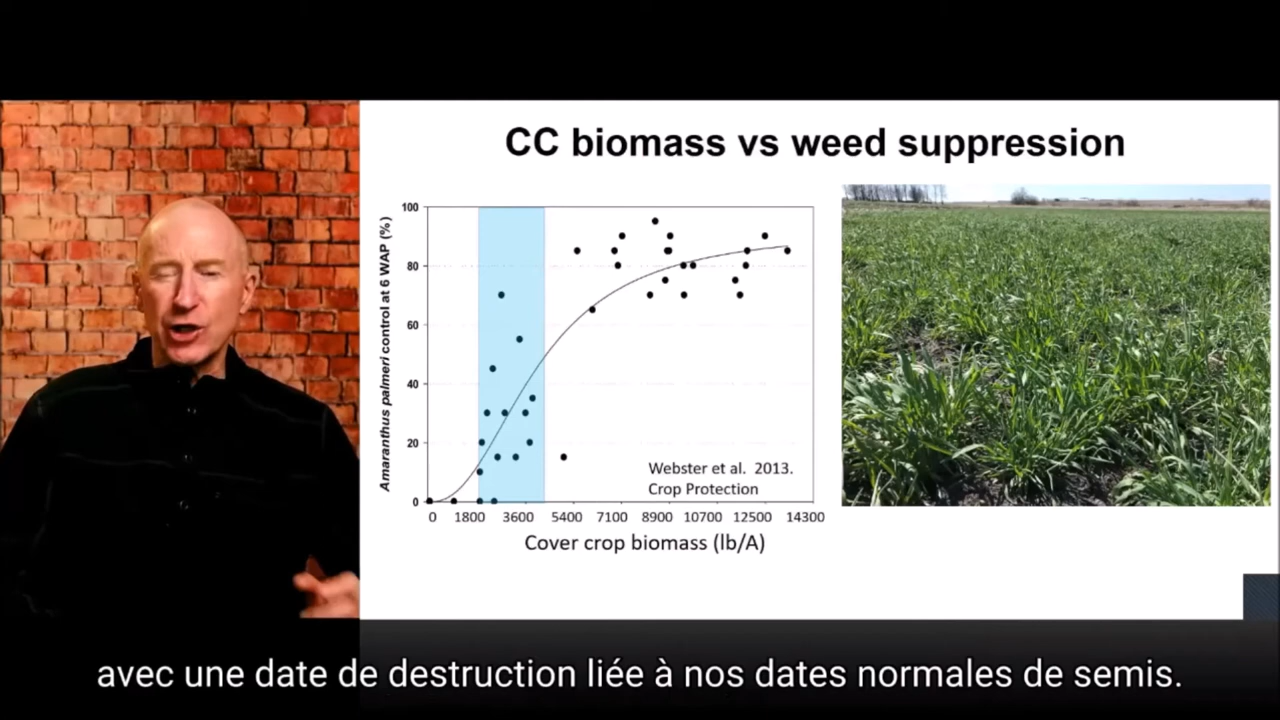 CC biomass vs weed suppression
Amaranthus palmeri control at 6 WAP (%)
100
80
60
40
20
0
Webster et al. 2013.
Crop Protection
0 1800 3600 5400 7100 8900 10700 12500 14300
Cover crop biomass (lb/A)
avec une date de destruction liée à nos dates normales de semis.